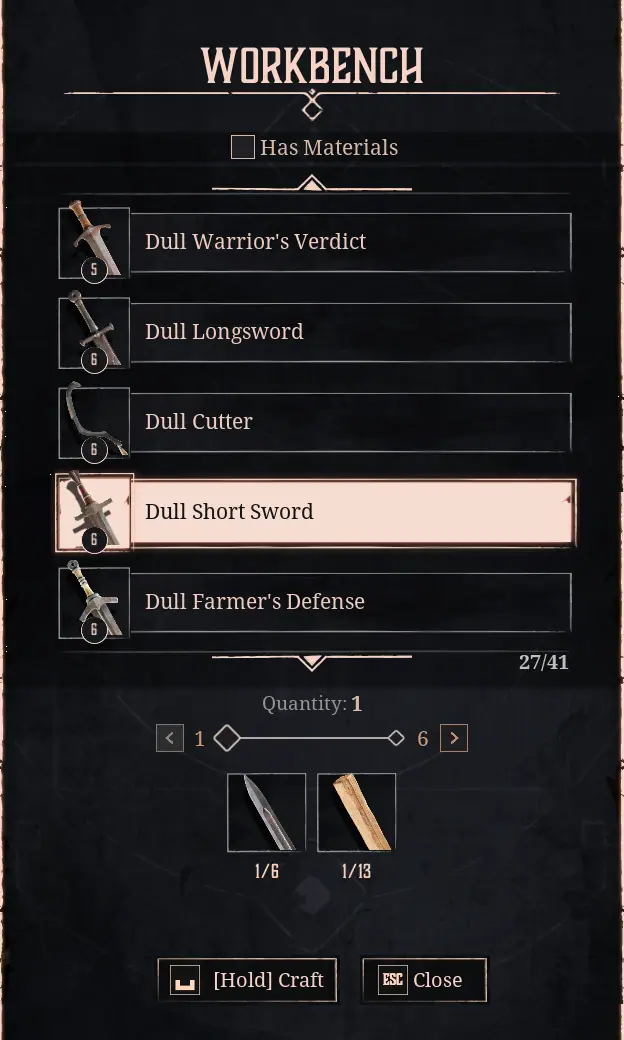 WORKBENCH
Has Materials
5
Dull Warrior's Verdict
6
Dull Longsword
6
Dull Cutter
6
Dull Short Sword
6
Dull Farmer's Defense
27/41
Quantity: 1
< 1 6 >
1/6 1/13
[Hold] Craft ESC Close